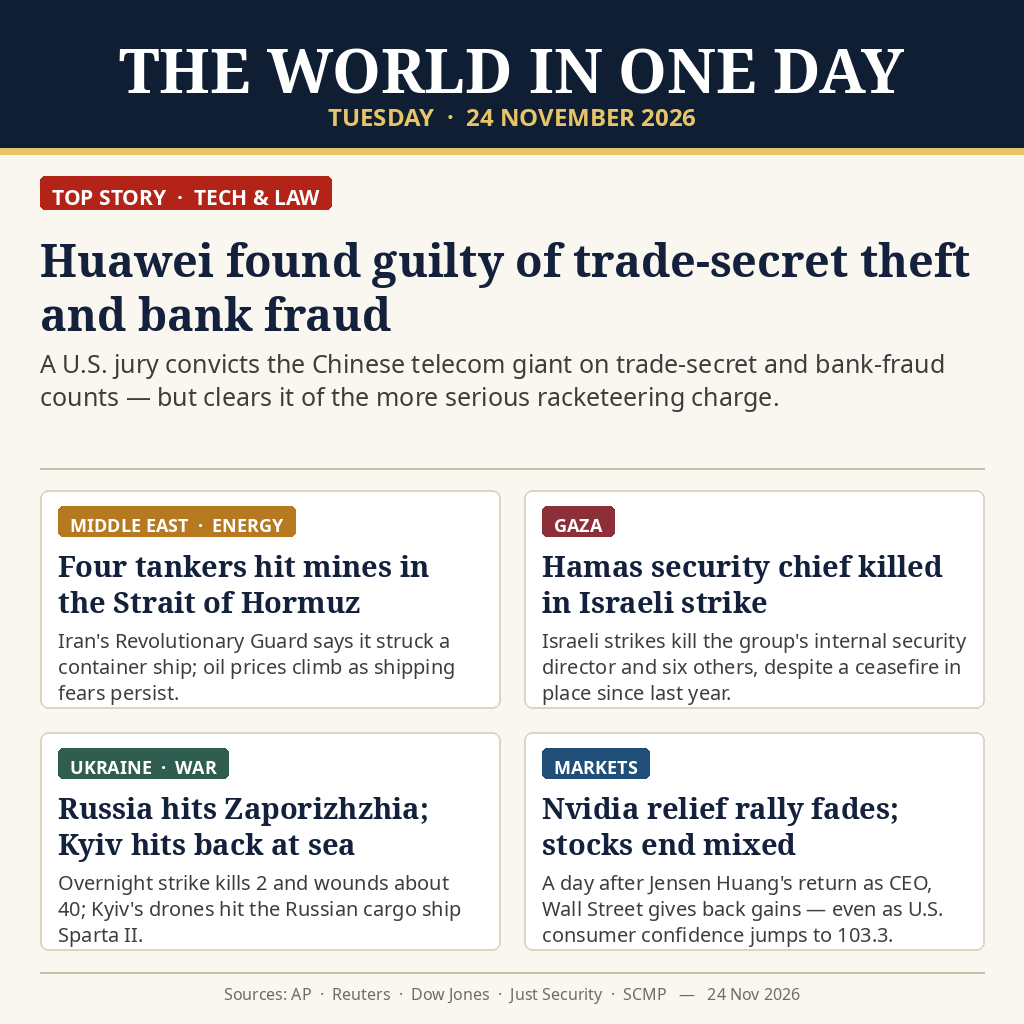 THE WORLD IN ONE DAY
TUESDAY · 24 NOVEMBER 2026
TOP STORY · TECH & LAW
Huawei found guilty of trade-secret theft
and bank fraud
A U.S. jury convicts the Chinese telecom giant on trade-secret and bank-fraud
counts — but clears it of the more serious racketeering charge.
MIDDLE EAST · ENERGY
Four tankers hit mines in
the Strait of Hormuz
Iran's Revolutionary Guard says it struck a
container ship; oil prices climb as shipping
fears persist.
GAZA
Hamas security chief killed
in Israeli strike
Israeli strikes kill the group's internal security
director and six others, despite a ceasefire in
place since last year.
UKRAINE · WAR
Russia hits Zaporizhzhia;
Kyiv hits back at sea
Overnight strike kills 2 and wounds about
40; Kyiv's drones hit the Russian cargo ship
Sparta II.
MARKETS
Nvidia relief rally fades;
stocks end mixed
A day after Jensen Huang's return as CEO,
Wall Street gives back gains — even as U.S.
consumer confidence jumps to 103.3.
Sources: AP · Reuters · Dow Jones · Just Security · SCMP — 24 Nov 2026